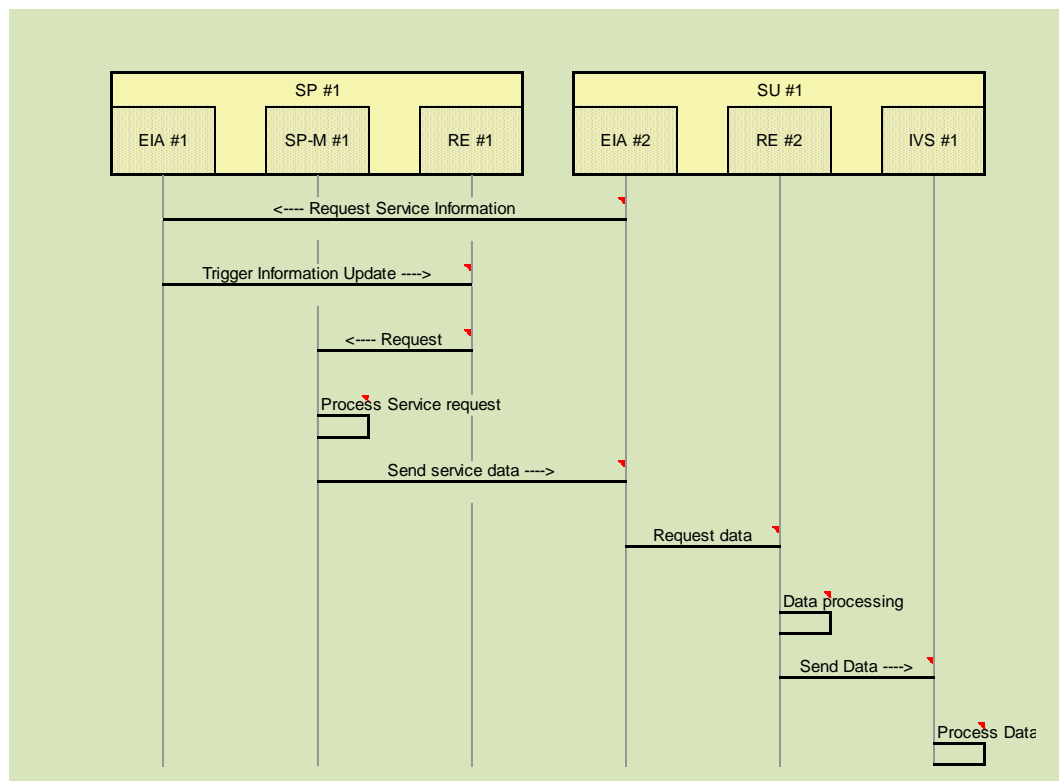 SP #1
SU #1
EIA #1
SP-M #1
RE #1
EIA #2
RE #2
IVS #1
<---- Request Service Information
Trigger Information Update ---->
<---- Request
Process Service request
Send service data ---->
Request data
Data processing
Send Data ---->
Process Data